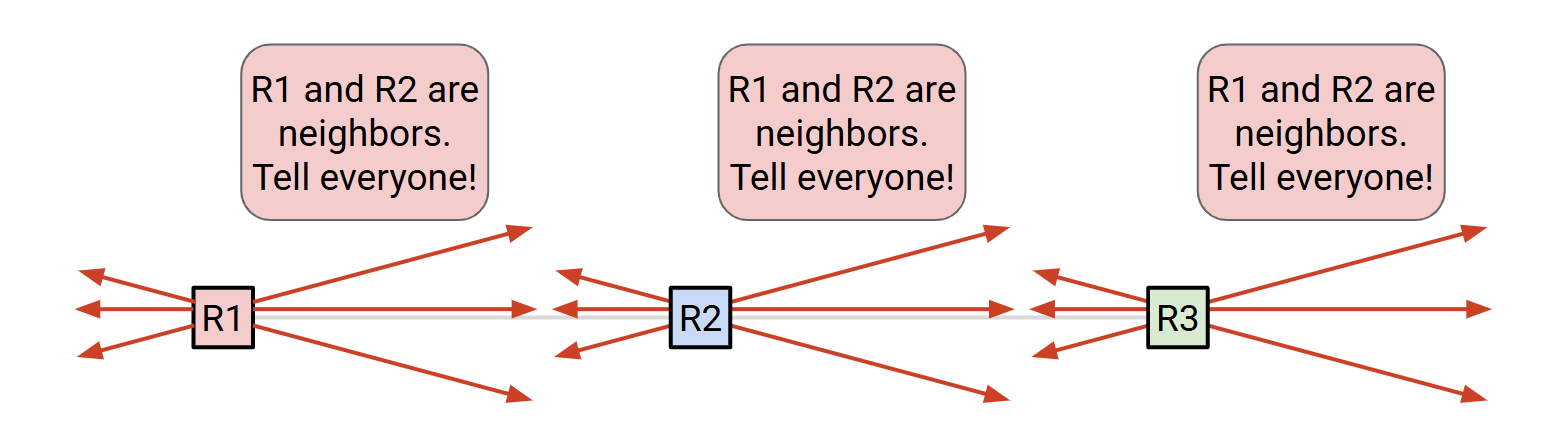 R1 and R2 are
neighbors.
Tell everyone!
R1 and R2 are
neighbors.
Tell everyone!
R1 and R2 are
neighbors.
Tell everyone!
R1
R2
R3